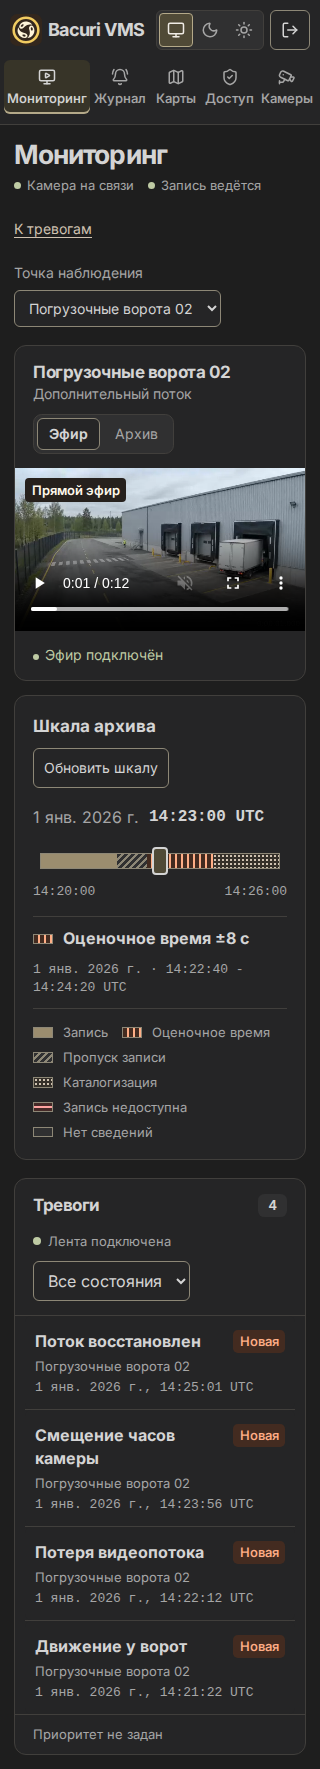 Bacuri VMS
Мониторинг Журнал Карты Доступ Камеры
Мониторинг
Камера на связи Запись ведётся
К тревогам
Точка наблюдения
Погрузочные ворота 02
Погрузочные ворота 02
Дополнительный поток
Эфир Архив
Прямой эфир
0:01 / 0:12
Эфир подключён
Шкала архива
Обновить шкалу
1 янв. 2026 г. 14:23:00 UTC
14:20:00 14:26:00
Оценочное время ±8 с
1 янв. 2026 г. · 14:22:40 -
14:24:20 UTC
Запись Оценочное время
Пропуск записи
Каталогизация
Запись недоступна
Нет сведений
Тревоги 4
Лента подключена
Все состояния
Поток восстановлен Новая
Погрузочные ворота 02
1 янв. 2026 г., 14:25:01 UTC
Смещение часов Новая
камеры
Погрузочные ворота 02
1 янв. 2026 г., 14:23:56 UTC
Потеря видеопотока Новая
Погрузочные ворота 02
1 янв. 2026 г., 14:22:12 UTC
Движение у ворот Новая
Погрузочные ворота 02
1 янв. 2026 г., 14:21:22 UTC
Приоритет не задан